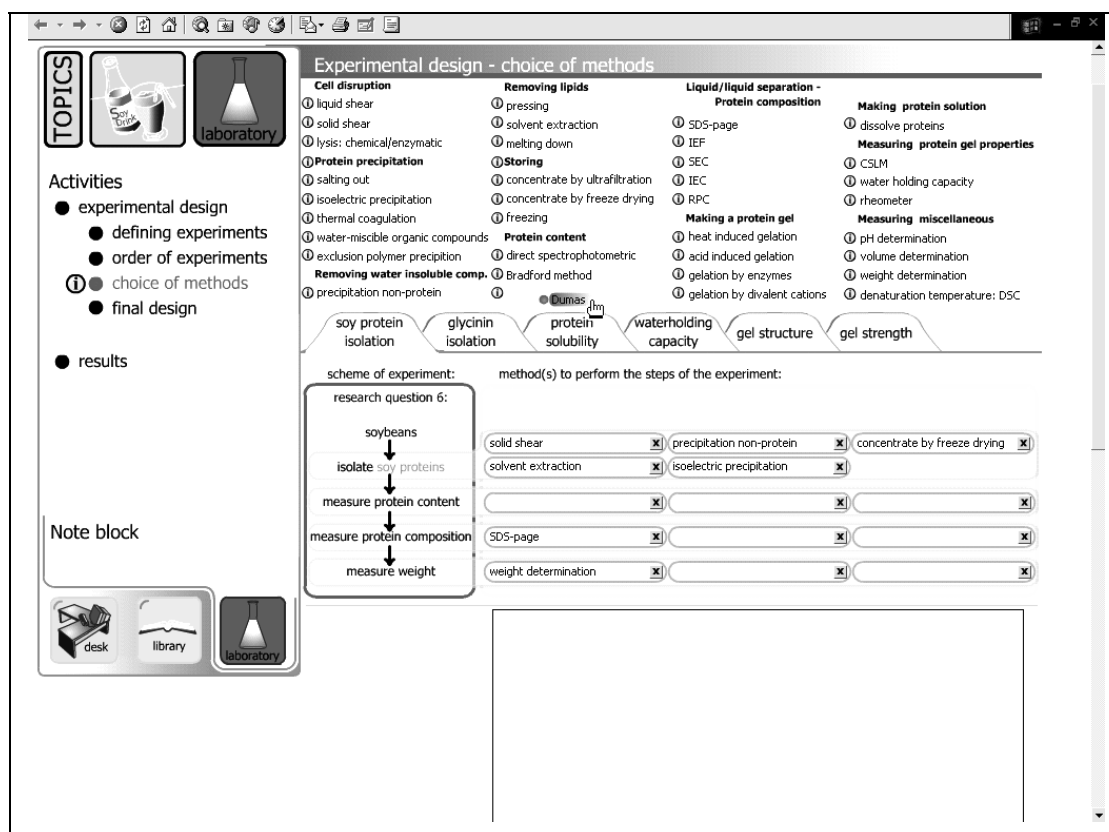 TOPICS
Soy
Drink
laboratory
Activities
experimental design
defining experiments
order of experiments
choice of methods
final design
results
Note block
desk
library
laboratory
Experimental design - choice of methods
Cell disruption
liquid shear
solid shear
lysis: chemical/enzymatic
Protein precipitation
salting out
isoelectric precipitation
thermal coagulation
water-miscible organic compounds
exclusion polymer precipition
Removing water insoluble comp.
precipitation non-protein
Removing lipids
pressing
solvent extraction
melting down
Storing
concentrate by ultrafiltration
concentrate by freeze drying
freezing
Protein content
direct spectrophotometric
Bradford method
Dumas
Liquid/liquid separation -
Protein composition
SDS-page
IEF
SEC
IEC
RPC
Making a protein gel
heat induced gelation
acid induced gelation
gelation by enzymes
gelation by divalent cations
Making protein solution
dissolve proteins
Measuring protein gel properties
CSLM
water holding capacity
rheometer
Measuring miscellaneous
pH determination
volume determination
weight determination
denaturation temperature: DSC
soy protein
isolation
glycinin
isolation
protein
solubility
waterholding
capacity
gel structure
gel strength
scheme of experiment:
method(s) to perform the steps of the experiment:
research question 6:
soybeans
solid shear x precipitation non-protein x concentrate by freeze drying x
isolate soy proteins
solvent extraction x isoelectric precipitation x
measure protein content
x x x
measure protein composition
SDS-page x x x
measure weight
weight determination x x x